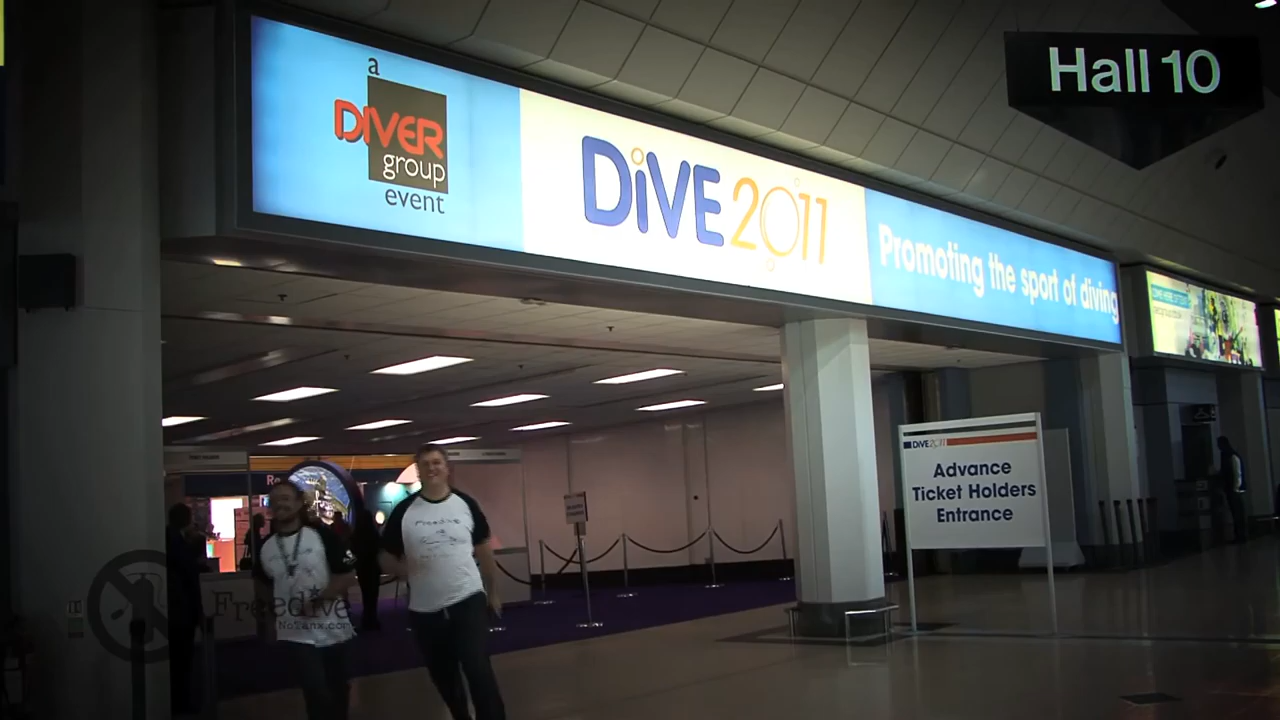 a
DIVER
group
event
DiVE 2011
Promoting the sport of diving
Hall 10
DiVE 2011
Advance
Ticket Holders
Entrance
Freedive
Freedive
NoTanx.com